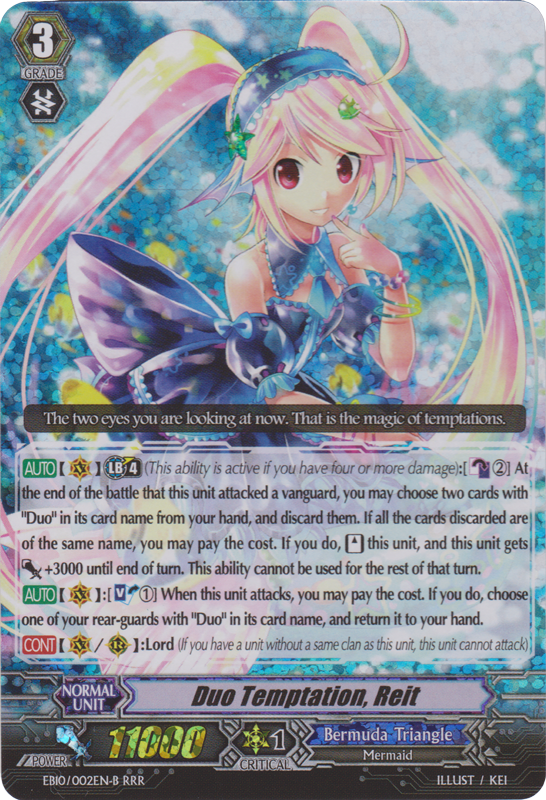 3
GRADE
The two eyes you are looking at now. That is the magic of temptations.
AUTO【 V 】 LB 4 (This ability is active if you have four or more damage):[ ②] At
the end of the battle that this unit attacked a vanguard, you may choose two cards with
"Duo" in its card name from your hand, and discard them. If all the cards discarded are
of the same name, you may pay the cost. If you do, this unit, and this unit gets
+3000 until end of turn. This ability cannot be used for the rest of that turn.
AUTO【 V 】:[ V ①] When this unit attacks, you may pay the cost. If you do, choose
one of your rear-guards with "Duo" in its card name, and return it to your hand.
CONT【 V / R 】:Lord (If you have a unit without a same clan as this unit, this unit cannot attack)
NORMAL
UNIT
Duo Temptation, Reit
POWER
11000
1
CRITICAL
Bermuda Triangle
Mermaid
EB10/002EN-B RRR
ILLUST / KEI